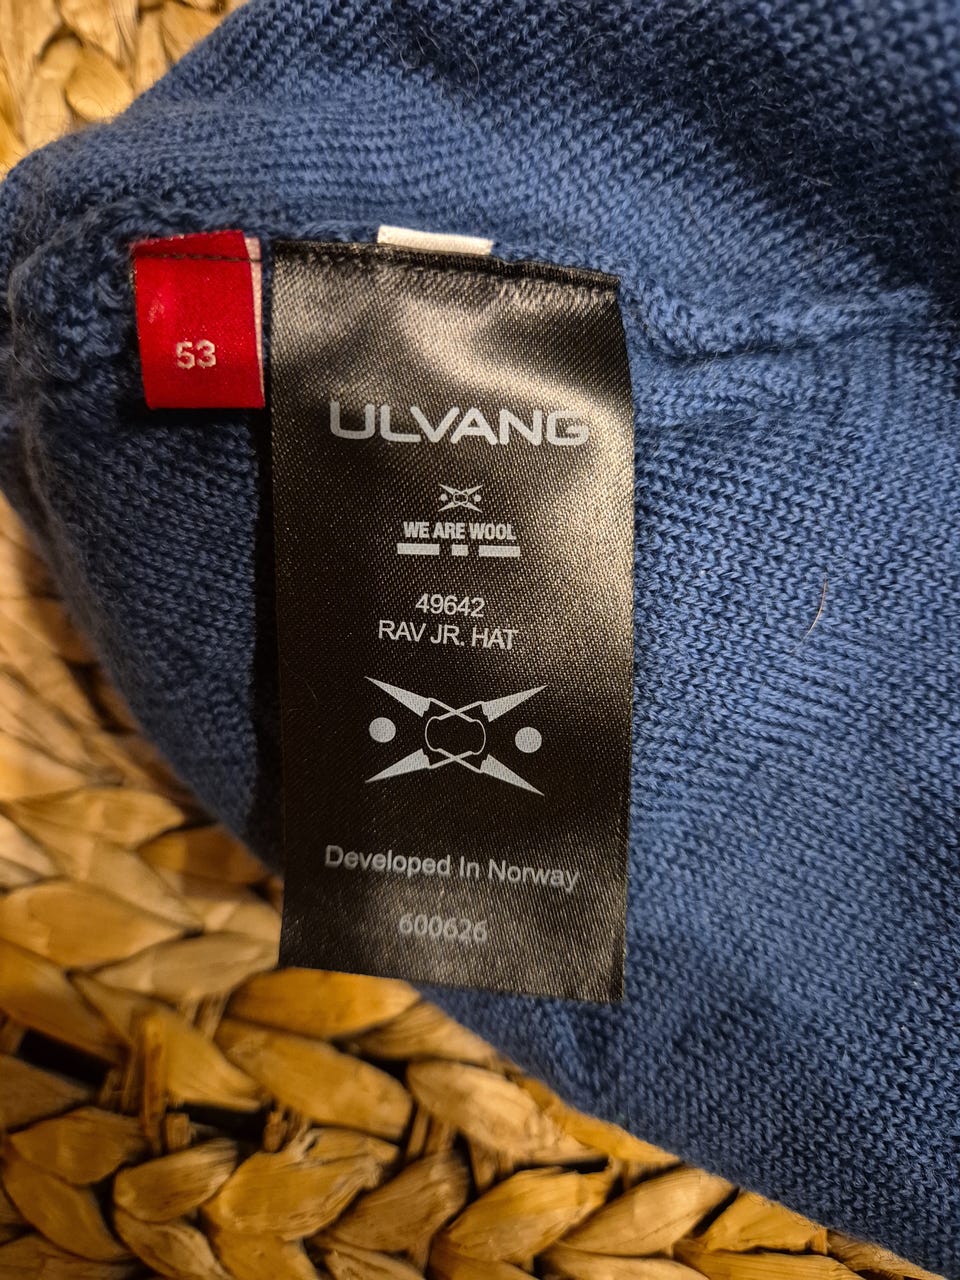 53
ULVANG
WE ARE WOOL
49642
RAV JR. HAT
Developed In Norway
600626